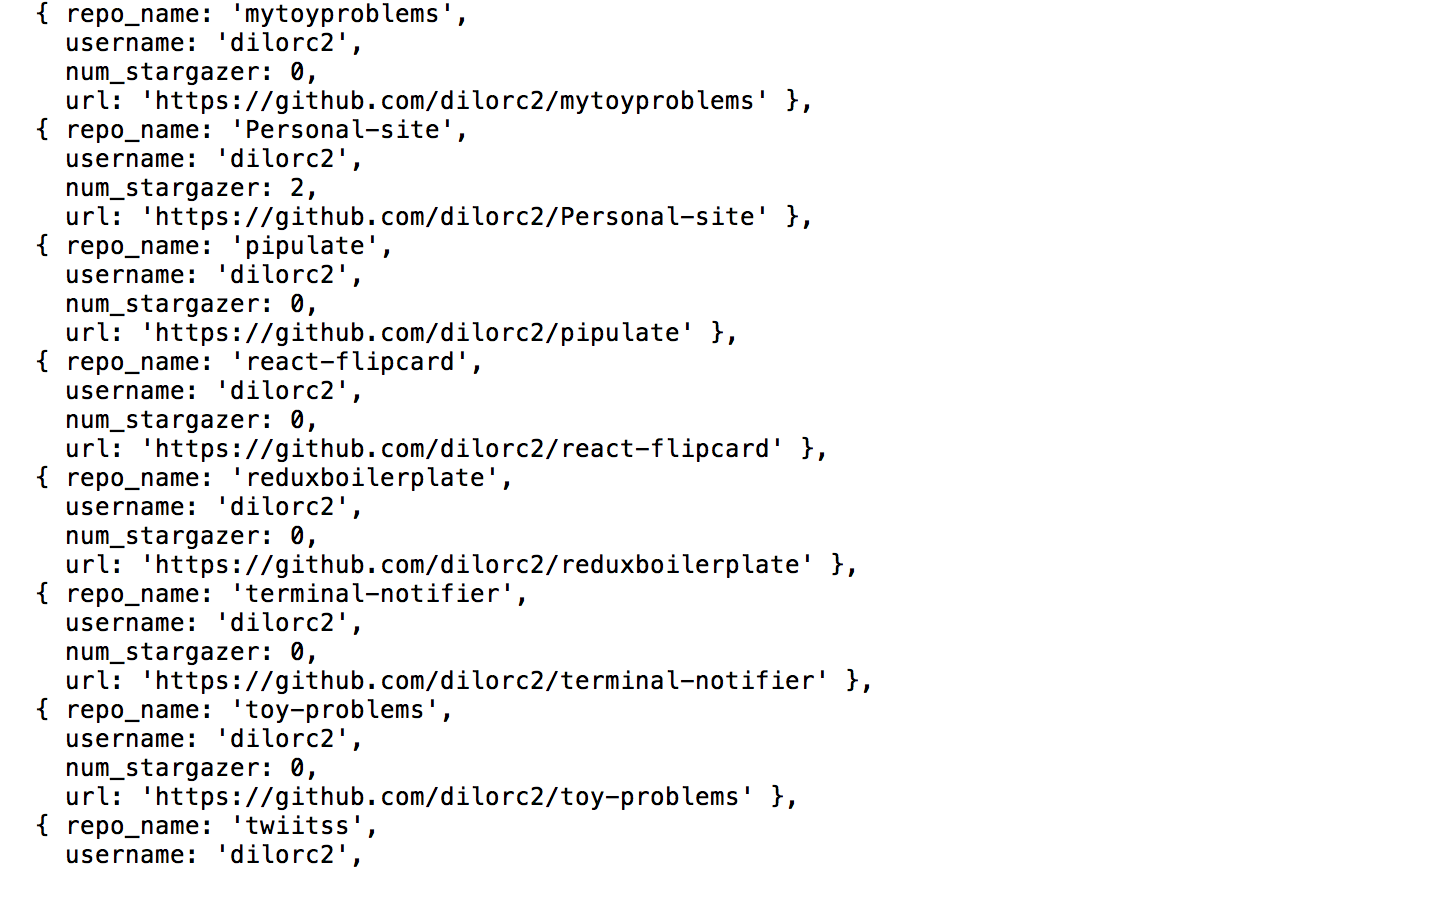 { repo_name: 'mytoyproblems',
username: 'dilorc2',
num_stargazer: 0,
url: 'https://github.com/dilorc2/mytoyproblems' },
{ repo_name: 'Personal-site',
username: 'dilorc2',
num_stargazer: 2,
url: 'https://github.com/dilorc2/Personal-site' },
{ repo_name: 'pipulate',
username: 'dilorc2',
num_stargazer: 0,
url: 'https://github.com/dilorc2/pipulate' },
{ repo_name: 'react-flipcard',
username: 'dilorc2',
num_stargazer: 0,
url: 'https://github.com/dilorc2/react-flipcard' },
{ repo_name: 'reduxboilerplate',
username: 'dilorc2',
num_stargazer: 0,
url: 'https://github.com/dilorc2/reduxboilerplate' },
{ repo_name: 'terminal-notifier',
username: 'dilorc2',
num_stargazer: 0,
url: 'https://github.com/dilorc2/terminal-notifier' },
{ repo_name: 'toy-problems',
username: 'dilorc2',
num_stargazer: 0,
url: 'https://github.com/dilorc2/toy-problems' },
{ repo_name: 'twiitss',
username: 'dilorc2',